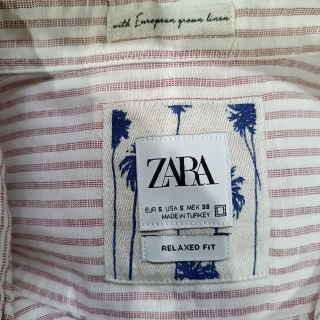 with European grown linen
ZARA
EUR S USA S MEX 38
MADE IN TURKEY
RELAXED FIT